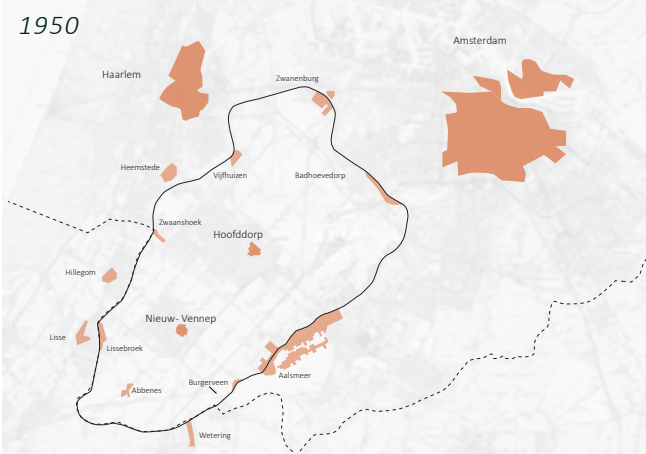 1950
Amsterdam
Haarlem
Zwanenburg
Heemstede
Vijfhuizen
Badhoevedorp
Zwaanshoek
Hoofddorp
Hillegom
Nieuw- Vennep
Lisse
Lissebroek
Aalsmeer
Burgerveen
Abbenes
Wetering